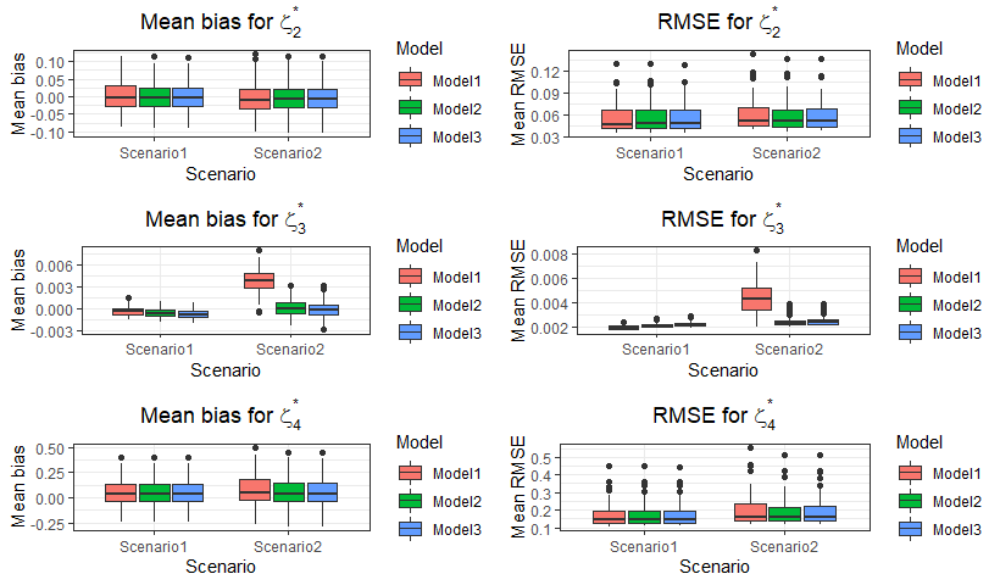 Mean bias for ζ₂*
Mean bias
0.10
0.05
0.00
-0.05
-0.10
Scenario1
Scenario2
Scenario
Model
Model1
Model2
Model3
RMSE for ζ₂*
Mean RMSE
0.12
0.06
0.03
Scenario1
Scenario2
Scenario
Model
Model1
Model2
Model3
Mean bias for ζ₃*
Mean bias
0.006
0.000
-0.003
Scenario1
Scenario2
Scenario
Model
Model1
Model2
Model3
RMSE for ζ₃*
Mean RMSE
0.008
0.006
0.004
0.002
Scenario1
Scenario2
Scenario
Model
Model1
Model2
Model3
Mean bias for ζ₄*
Mean bias
0.50
0.25
0.00
-0.25
Scenario1
Scenario2
Scenario
Model
Model1
Model2
Model3
RMSE for ζ₄*
Mean RMSE
0.5
0.4
0.3
0.2
0.1
Scenario1
Scenario2
Scenario
Model
Model1
Model2
Model3